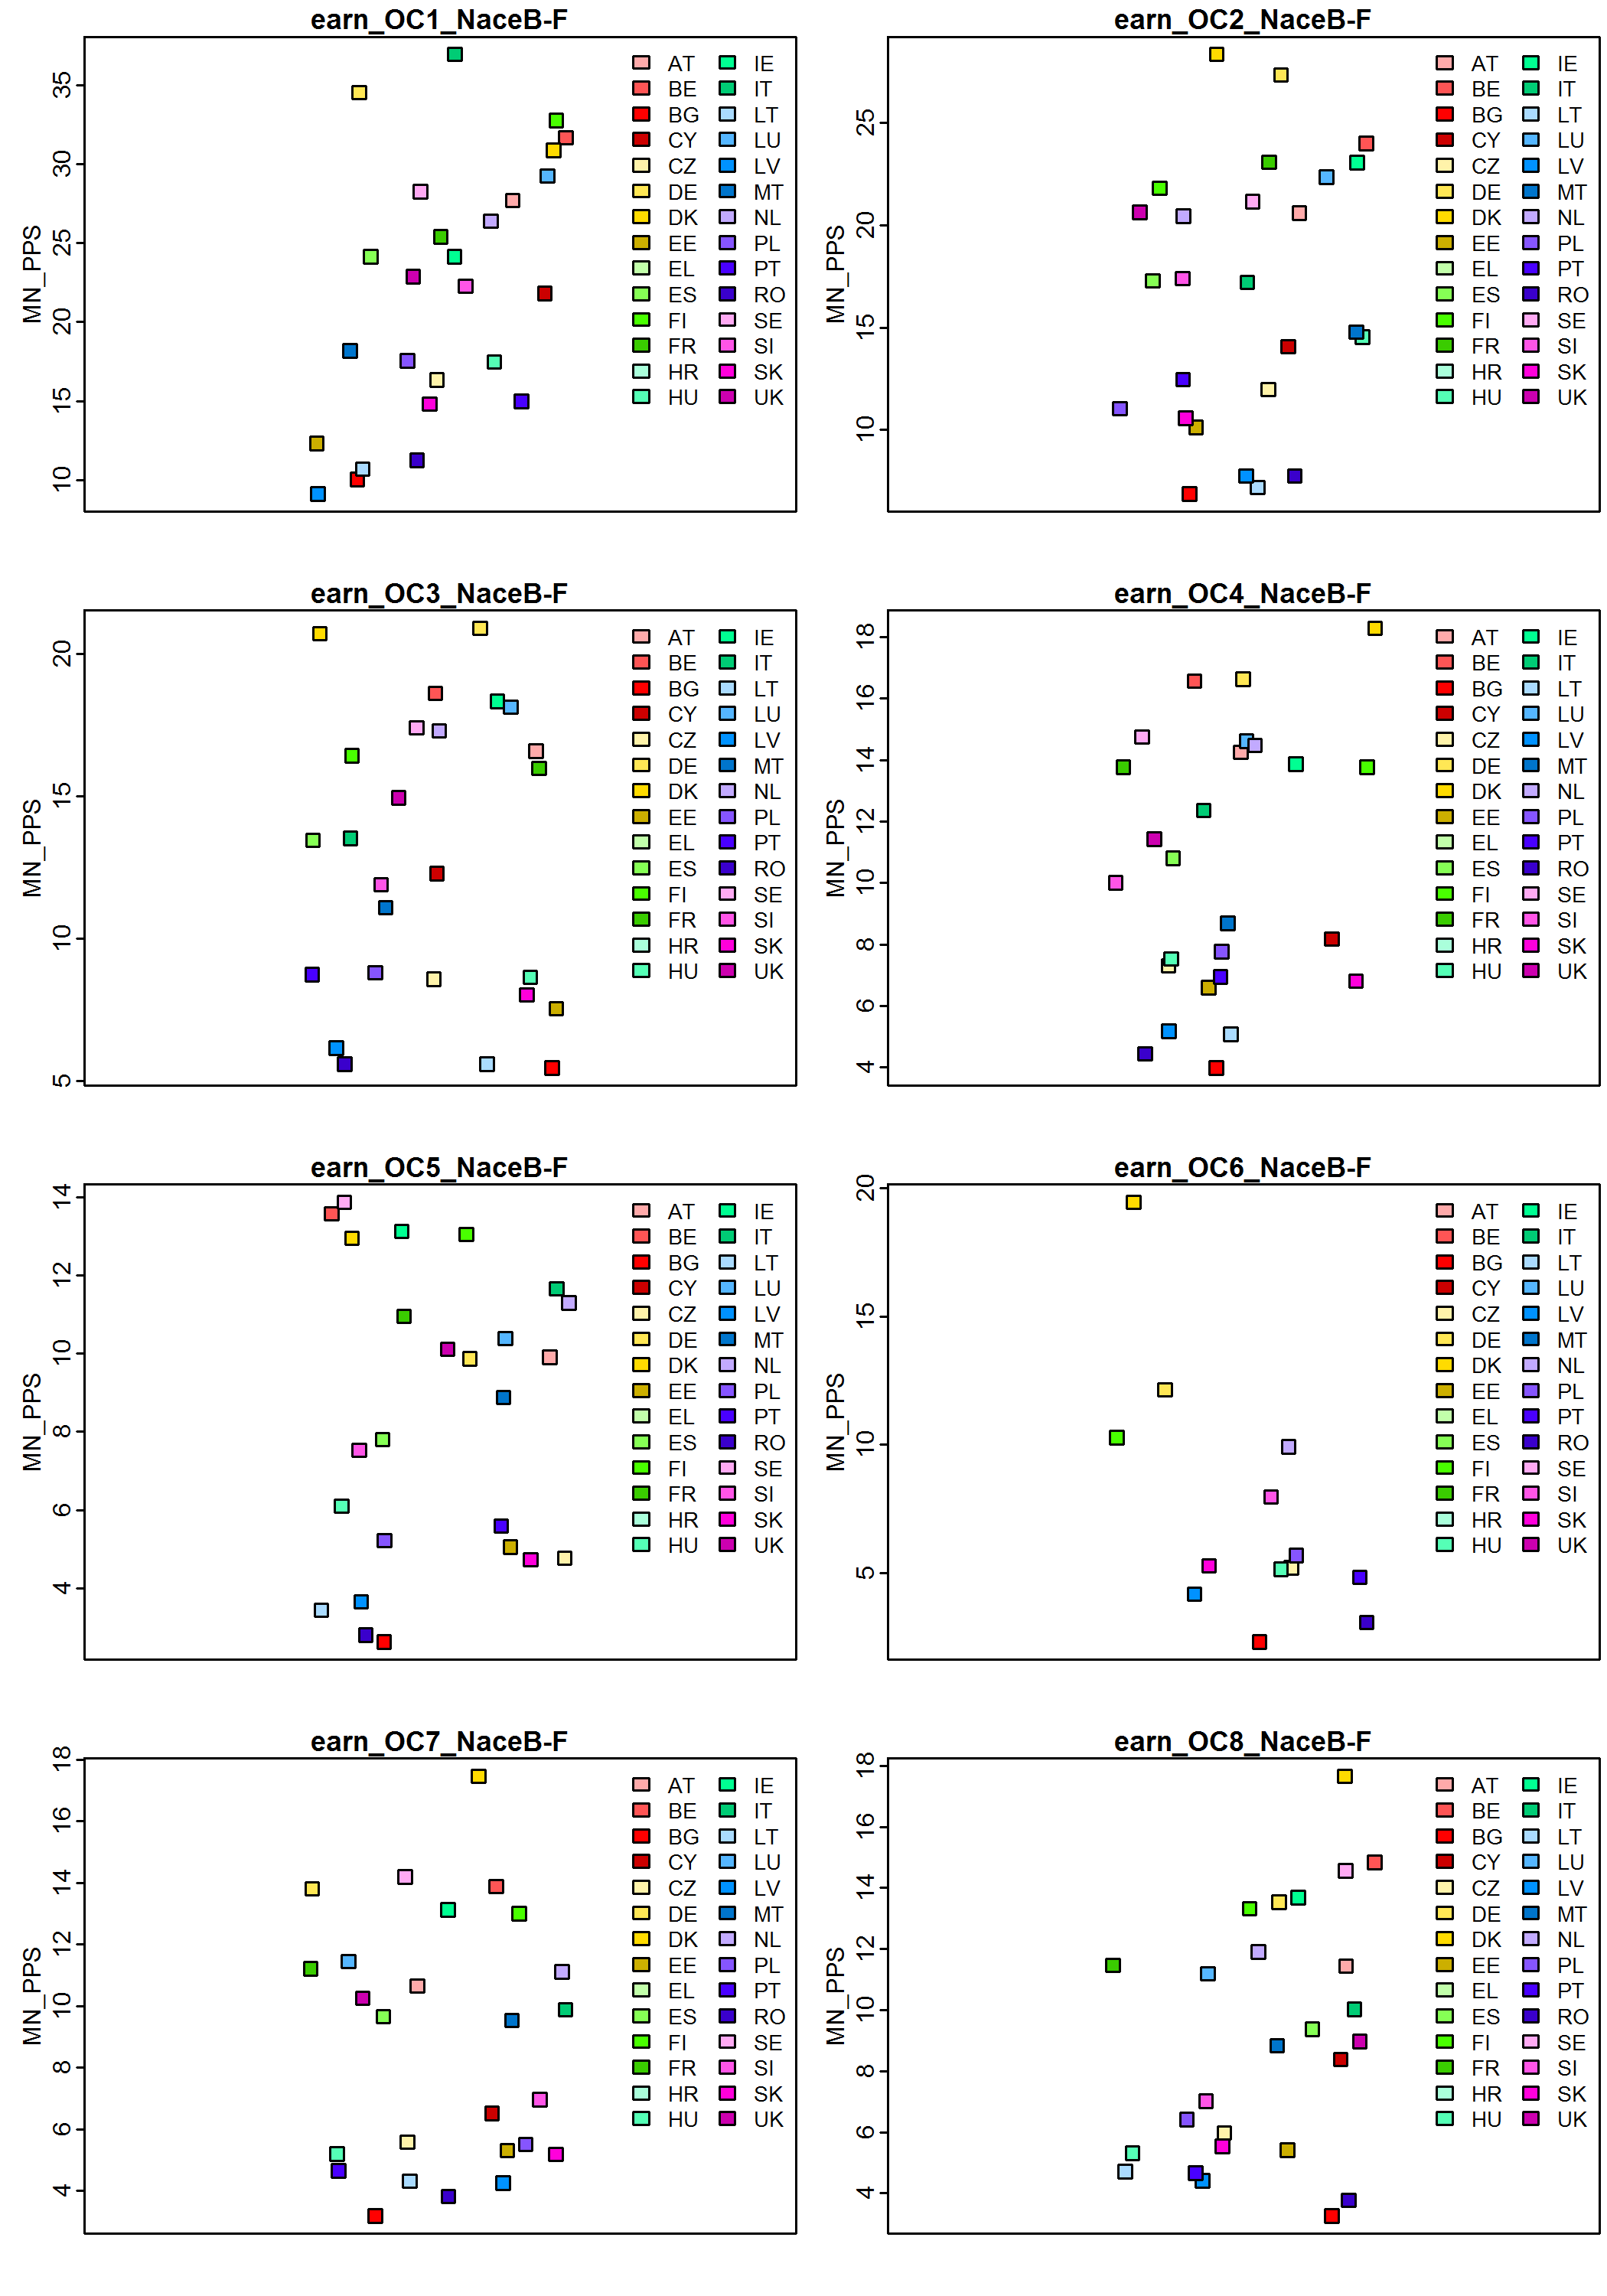 earn_OC1_NaceB-F
MN_PPS
10 15 20 25 30 35
AT IE
BE IT
BG LT
CY LU
CZ LV
DE MT
DK NL
EE PL
EL PT
ES RO
FI SE
FR SI
HR SK
HU UK
earn_OC2_NaceB-F
MN_PPS
10 15 20 25
AT IE
BE IT
BG LT
CY LU
CZ LV
DE MT
DK NL
EE PL
EL PT
ES RO
FI SE
FR SI
HR SK
HU UK
earn_OC3_NaceB-F
MN_PPS
5 10 15 20
AT IE
BE IT
BG LT
CY LU
CZ LV
DE MT
DK NL
EE PL
EL PT
ES RO
FI SE
FR SI
HR SK
HU UK
earn_OC4_NaceB-F
MN_PPS
4 6 8 10 12 14 16 18
AT IE
BE IT
BG LT
CY LU
CZ LV
DE MT
DK NL
EE PL
EL PT
ES RO
FI SE
FR SI
HR SK
HU UK
earn_OC5_NaceB-F
MN_PPS
4 6 8 10 12 14
AT IE
BE IT
BG LT
CY LU
CZ LV
DE MT
DK NL
EE PL
EL PT
ES RO
FI SE
FR SI
HR SK
HU UK
earn_OC6_NaceB-F
MN_PPS
5 10 15 20
AT IE
BE IT
BG LT
CY LU
CZ LV
DE MT
DK NL
EE PL
EL PT
ES RO
FI SE
FR SI
HR SK
HU UK
earn_OC7_NaceB-F
MN_PPS
4 6 8 10 12 14 16 18
AT IE
BE IT
BG LT
CY LU
CZ LV
DE MT
DK NL
EE PL
EL PT
ES RO
FI SE
FR SI
HR SK
HU UK
earn_OC8_NaceB-F
MN_PPS
4 6 8 10 12 14 16 18
AT IE
BE IT
BG LT
CY LU
CZ LV
DE MT
DK NL
EE PL
EL PT
ES RO
FI SE
FR SI
HR SK
HU UK